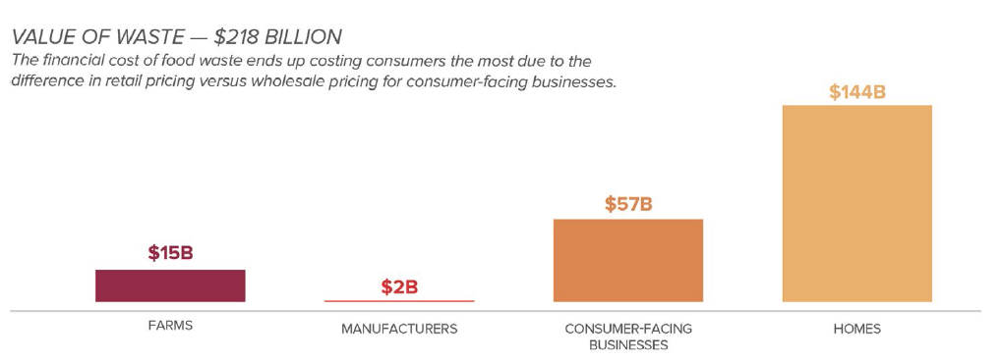 VALUE OF WASTE — $218 BILLION
The financial cost of food waste ends up costing consumers the most due to the
difference in retail pricing versus wholesale pricing for consumer-facing businesses.
$144B
$57B
$15B
$2B
FARMS
MANUFACTURERS
CONSUMER-FACING
BUSINESSES
HOMES